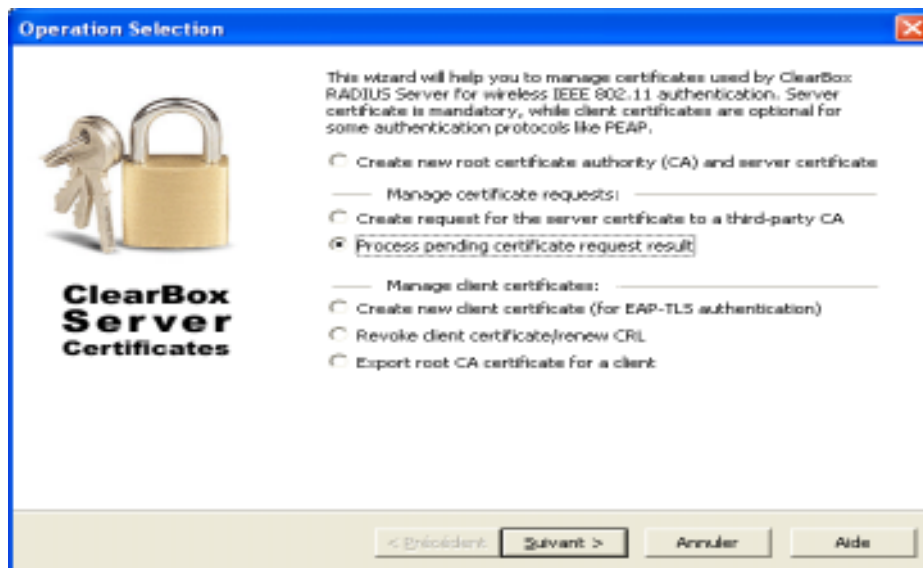 Operation Selection
This wizard will help you to manage certificates used by ClearBox
RADIUS Server for wireless IEEE 802.11 authentication. Server
certificate is mandatory, while client certificates are optional for
some authentication protocols like PEAP.
Create new root certificate authority (CA) and server certificate
Manage certificate requests:
Create request for the server certificate to a third-party CA
Process pending certificate request result
Manage client certificates:
Create new client certificate (for EAP-TLS authentication)
Revoke client certificate/renew CRL
Export root CA certificate for a client
ClearBox
Server
Certificates
< Précédent
Suivant >
Annuler
Aide